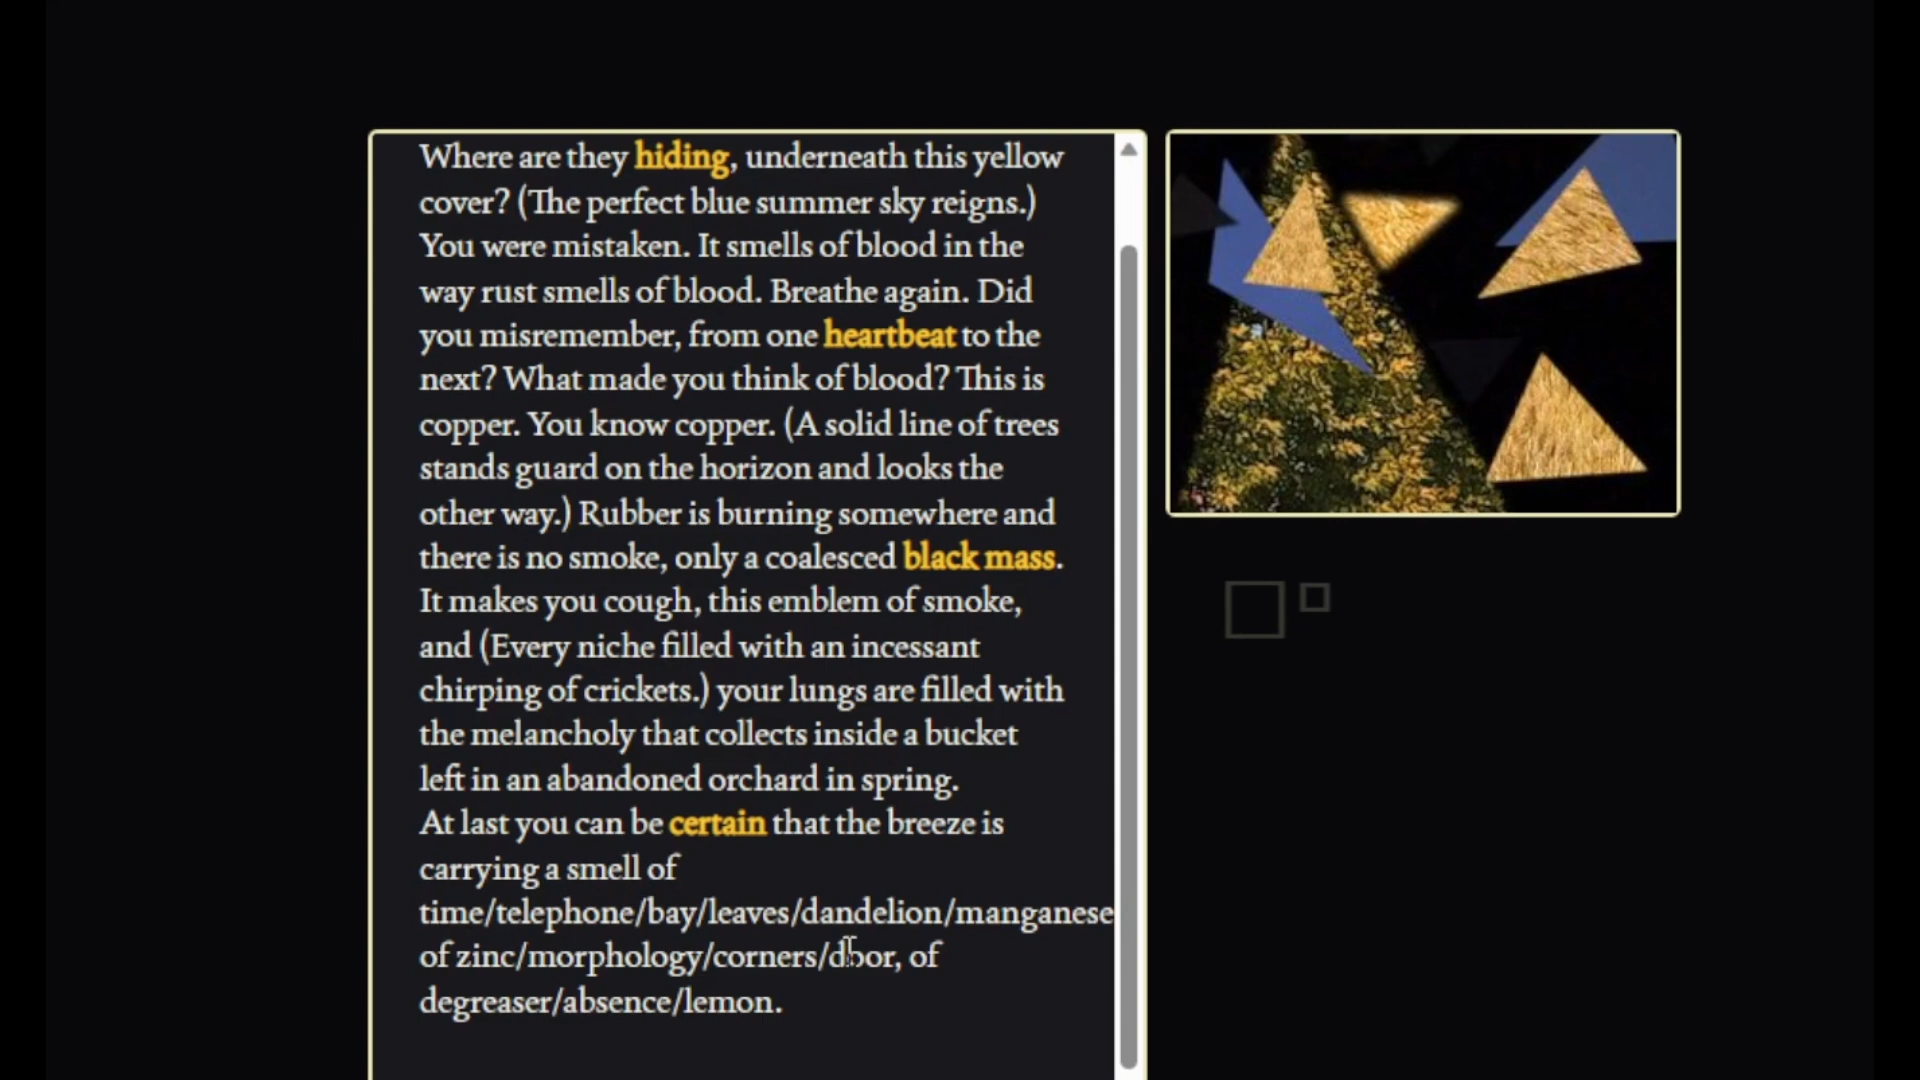 Where are they hiding, underneath this yellow
cover? (The perfect blue summer sky reigns.)
You were mistaken. It smells of blood in the
way rust smells of blood. Breathe again. Did
you misremember, from one heartbeat to the
next? What made you think of blood? This is
copper. You know copper. (A solid line of trees
stands guard on the horizon and looks the
other way.) Rubber is burning somewhere and
there is no smoke, only a coalesced black mass.
It makes you cough, this emblem of smoke,
and (Every niche filled with an incessant
chirping of crickets.) your lungs are filled with
the melancholy that collects inside a bucket
left in an abandoned orchard in spring.
At last you can be certain that the breeze is
carrying a smell of
time/telephone/bay/leaves/dandelion/manganese
of zinc/morphology/corners/door, of
degreaser/absence/lemon.